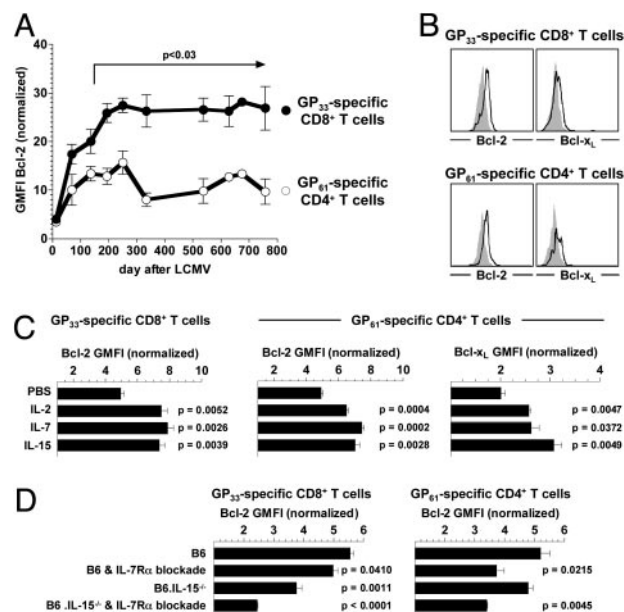 A
p<0.03
GMFI Bcl-2 (normalized)
40
30
20
10
0
0 100 200 300 400 500 600 700 800
day after LCMV
GP33-specific
CD8+ T cells
GP61-specific
CD4+ T cells
B
GP33-specific CD8+ T cells
Bcl-2 Bcl-xL
GP61-specific CD4+ T cells
Bcl-2 Bcl-xL
C
GP33-specific CD8+ T cells
Bcl-2 GMFI (normalized)
2 4 6 8 10
PBS
IL-2 p = 0.0052
IL-7 p = 0.0026
IL-15 p = 0.0039
GP61-specific CD4+ T cells
Bcl-2 GMFI (normalized)
2 4 6 8 10
p = 0.0004
p = 0.0002
p = 0.0028
Bcl-xL GMFI (normalized)
2 3 4
p = 0.0047
p = 0.0372
p = 0.0049
D
GP33-specific CD8+ T cells
Bcl-2 GMFI (normalized)
2 3 4 5 6
B6
B6 & IL-7Rα blockade p = 0.0410
B6.IL-15-/- p = 0.0011
B6 .IL-15-/- & IL-7Rα blockade p < 0.0001
GP61-specific CD4+ T cells
Bcl-2 GMFI (normalized)
2 3 4 5 6
p = 0.0215
p = 0.0045